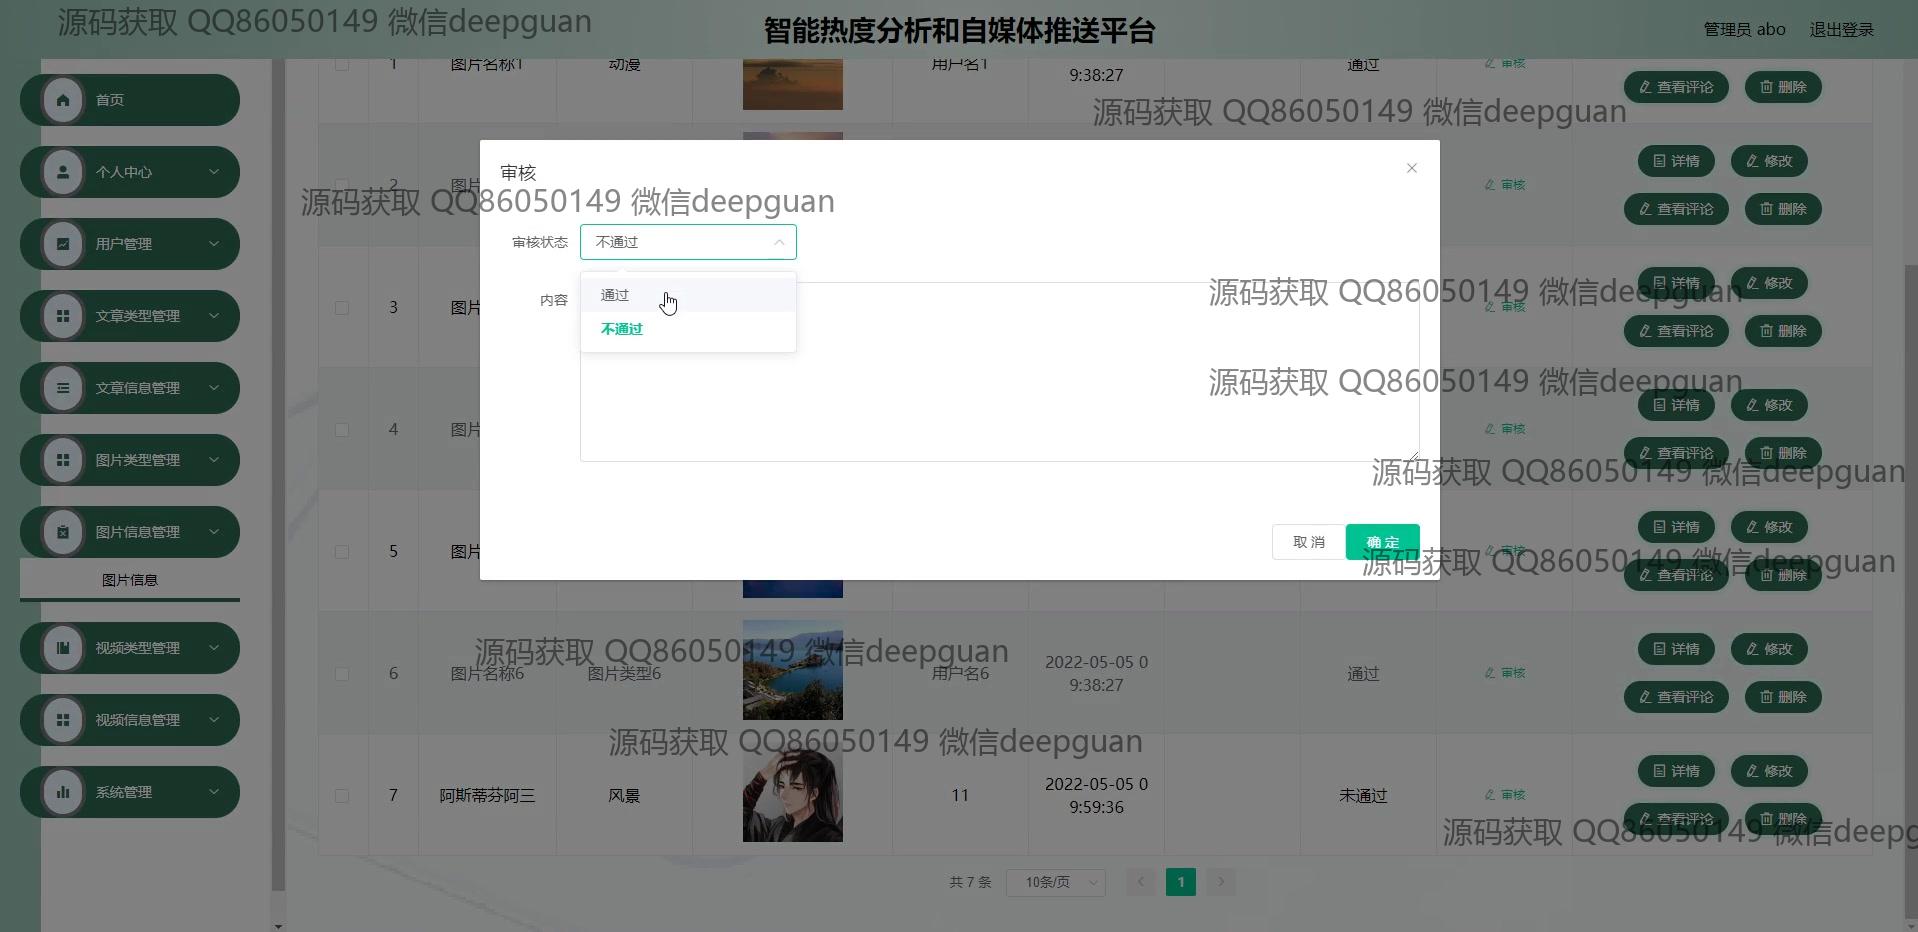 源码获取 QQ86050149 微信deepguan
智能热度分析和自媒体推送平台
管理员 abo 退出登录
首页
个人中心
用户管理
文章类型管理
文章信息管理
图片类型管理
图片信息管理
图片信息
视频类型管理
视频信息管理
系统管理
1 图片名称1 动漫 用户名1 9:38:27 通过 审核
查看评论 删除
源码获取 QQ86050149 微信deepguan
审核
2 图片 审核 详情 修改
查看评论 删除
源码获取 QQ86050149 微信deepguan
审核状态 不通过
内容 通过
不通过
源码获取 QQ86050149 微信deepguan
3 图片 审核 详情 修改
查看评论 删除
源码获取 QQ86050149 微信deepguan
4 图片 审核 详情 修改
查看评论 删除
源码获取 QQ86050149 微信deepguan
取消 确定
5 图片 审核 详情 修改
查看评论 删除
源码获取 QQ86050149 微信deepguan
源码获取 QQ86050149 微信deepguan
6 图片名称6 图片类型6 用户名6 2022-05-05 0
9:38:27 通过 审核 详情 修改
查看评论 删除
源码获取 QQ86050149 微信deepguan
7 阿斯蒂芬阿三 风景 11 2022-05-05 0
9:59:36 未通过 审核 详情 修改
查看评论 删除
源码获取 QQ86050149 微信deepg
共 7 条 10条/页 1